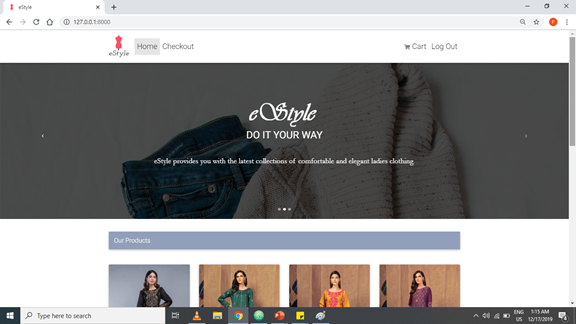 eStyle
127.0.0.1:8000
eStyle
Home Checkout
Cart Log Out
eStyle
DO IT YOUR WAY
eStyle provides you with the latest collections of comfortable and elegant ladies clothing
Our Products
Type here to search
ENG
US
1:15 AM
12/17/2019